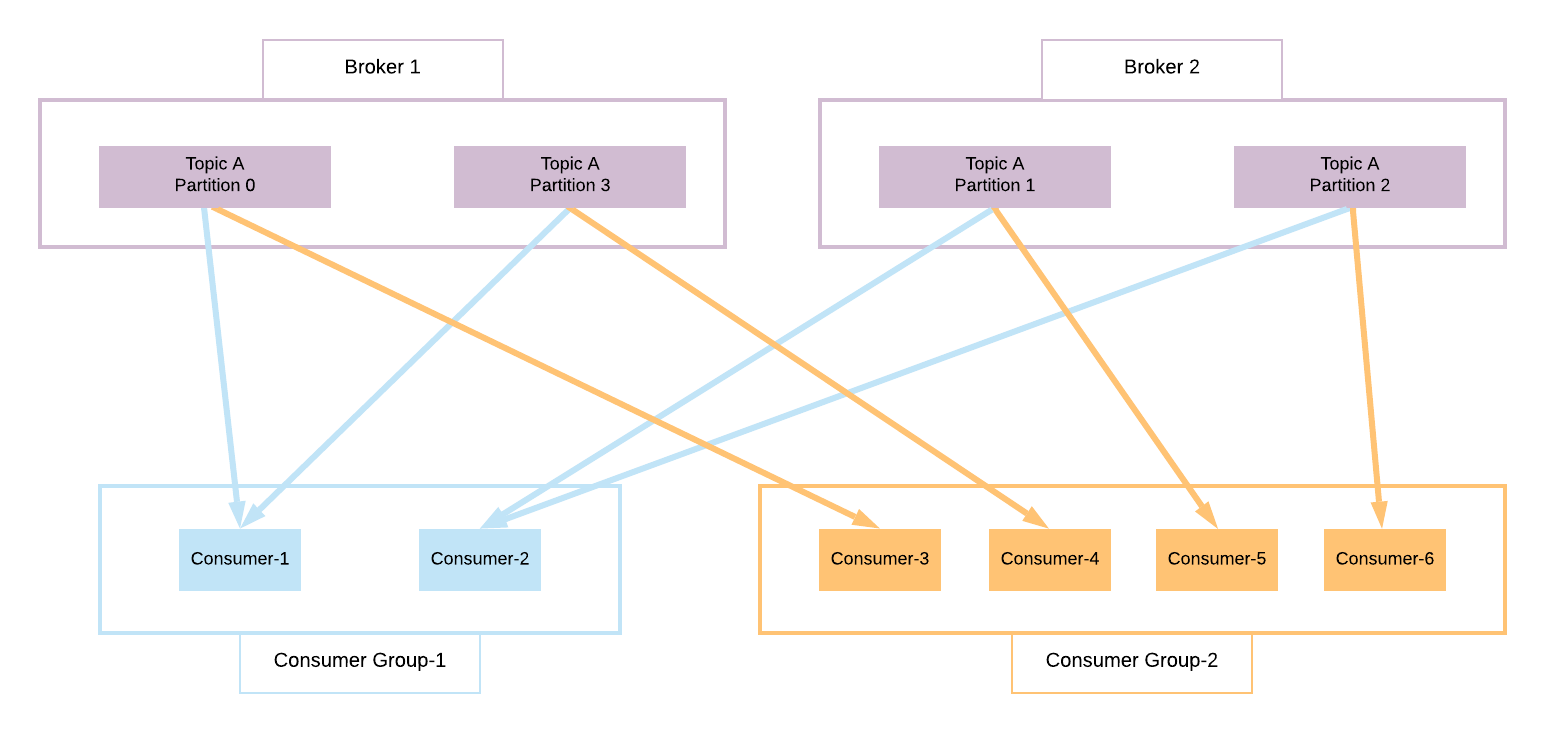 Broker 1
Broker 2
Topic A
Partition 0
Topic A
Partition 3
Topic A
Partition 1
Topic A
Partition 2
Consumer-1
Consumer-2
Consumer-3
Consumer-4
Consumer-5
Consumer-6
Consumer Group-1
Consumer Group-2